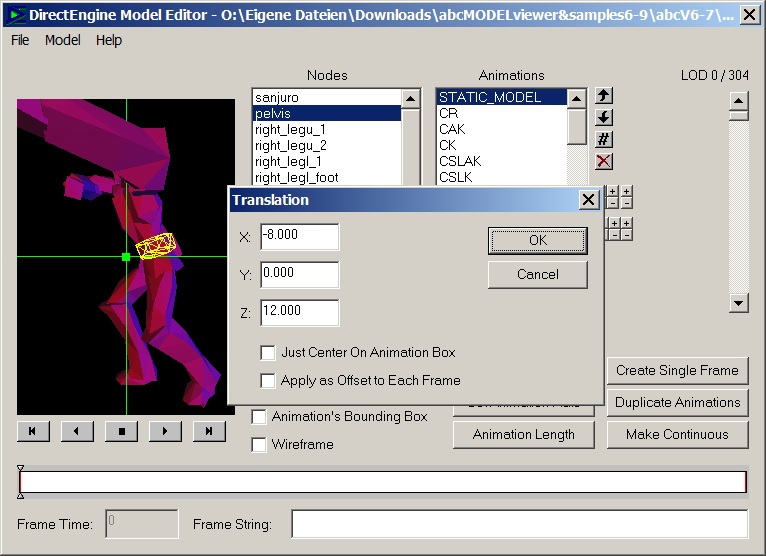 DirectEngine Model Editor - O:\Eigene Dateien\Downloads\abcMODELviewer&samples6-9\abcV6-7\...
File Model Help
Nodes Animations LOD 0 / 304
sanjuro
pelvis
right_legu_1
right_legu_2
right_legl_1
right_legl_foot
STATIC_MODEL
CR
CAK
CK
CSLAK
CSLK
#
Translation
X: -8.000
Y: 0.000
Z: 12.000
OK
Cancel
Just Center On Animation Box
Apply as Offset to Each Frame
Create Single Frame
Duplicate Animations
Animation's Bounding Box
Wireframe
Animation Length
Make Continuous
Frame Time: 0
Frame String: